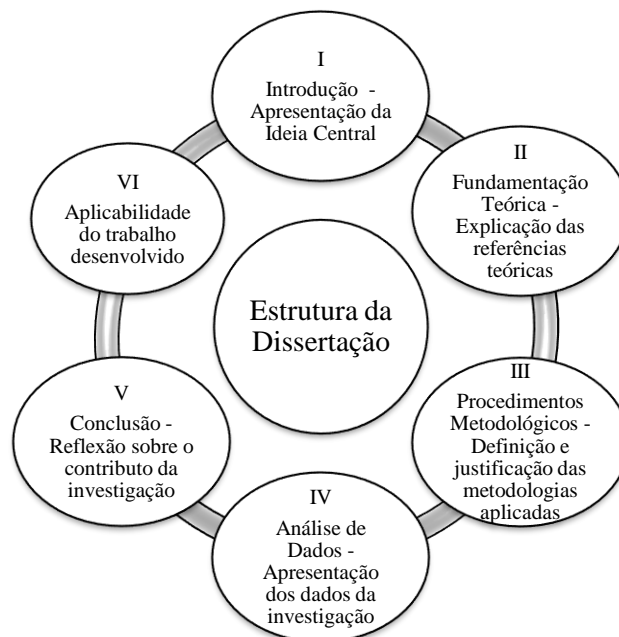 I
Introdução -
Apresentação da
Ideia Central
II
Fundamentação
Teórica -
Explicação das
referências
teóricas
III
Procedimentos
Metodológicos -
Definição e
justificação das
metodologias
aplicadas
IV
Análise de
Dados -
Apresentação
dos dados da
investigação
V
Conclusão -
Reflexão sobre o
contributo da
investigação
VI
Aplicabilidade
do trabalho
desenvolvido
Estrutura da
Dissertação